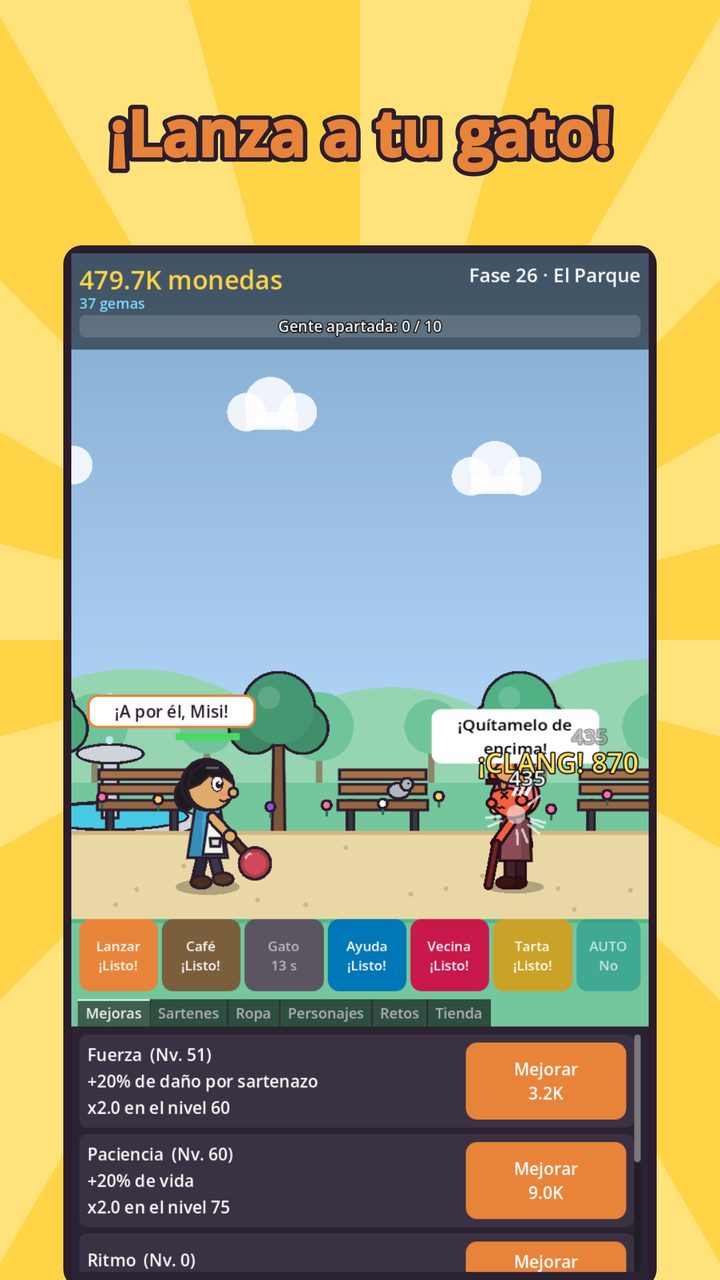 ¡Lanza a tu gato!
479.7K monedas
Fase 26 · El Parque
37 gemas
Gente apartada: 0 / 10
¡A por él, Misi!
¡Quítamelo de
encima!
435
¡CLANG! 870
435
Lanzar
¡Listo!
Café
¡Listo!
Gato
13 s
Ayuda
¡Listo!
Vecina
¡Listo!
Tarta
¡Listo!
AUTO
No
Mejoras
Sartenes
Ropa
Personajes
Retos
Tienda
Fuerza (Nv. 51)
+20% de daño por sartenazo
x2.0 en el nivel 60
Mejorar
3.2K
Paciencia (Nv. 60)
+20% de vida
x2.0 en el nivel 75
Mejorar
9.0K
Ritmo (Nv. 0)
Mejorar